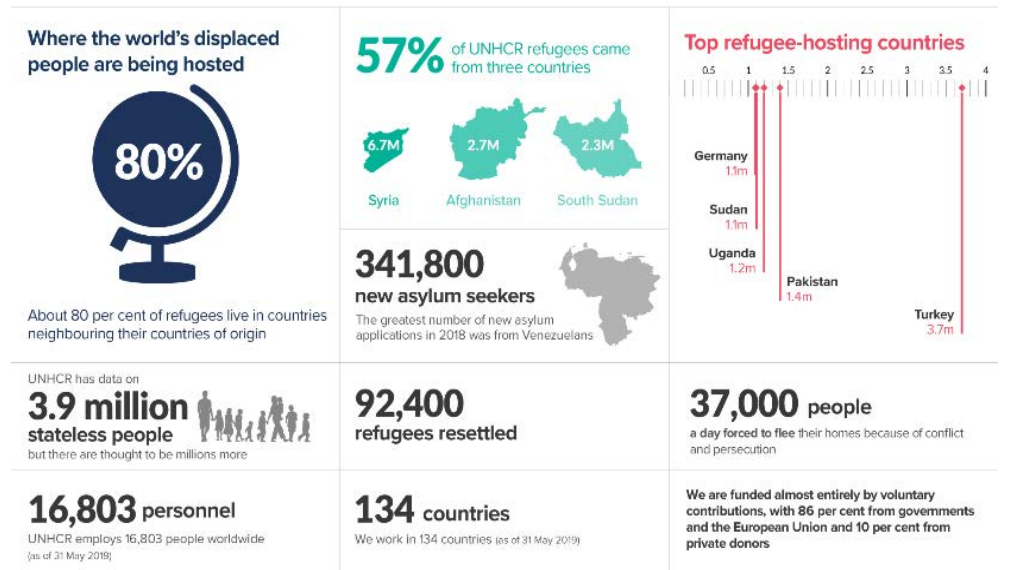 Where the world's displaced
people are being hosted
80%
About 80 per cent of refugees live in countries
neighbouring their countries of origin
57% of UNHCR refugees came
from three countries
6.7M
2.7M
2.3M
Syria
Afghanistan
South Sudan
341,800
new asylum seekers
The greatest number of new asylum
applications in 2018 was from Venezuelans
Top refugee-hosting countries
0.5 1 1.5 2 2.5 3 3.5 4
Germany
1.1m
Sudan
1.1m
Uganda
1.2m
Pakistan
1.4m
Turkey
3.7m
UNHCR has data on
3.9 million
stateless people
but there are thought to be millions more
92,400
refugees resettled
37,000 people
a day forced to flee their homes because of conflict
and persecution
16,803 personnel
UNHCR employs 16,803 people worldwide
(as of 31 May 2019)
134 countries
We work in 134 countries (as of 31 May 2019)
We are funded almost entirely by voluntary
contributions, with 86 per cent from governments
and the European Union and 10 per cent from
private donors